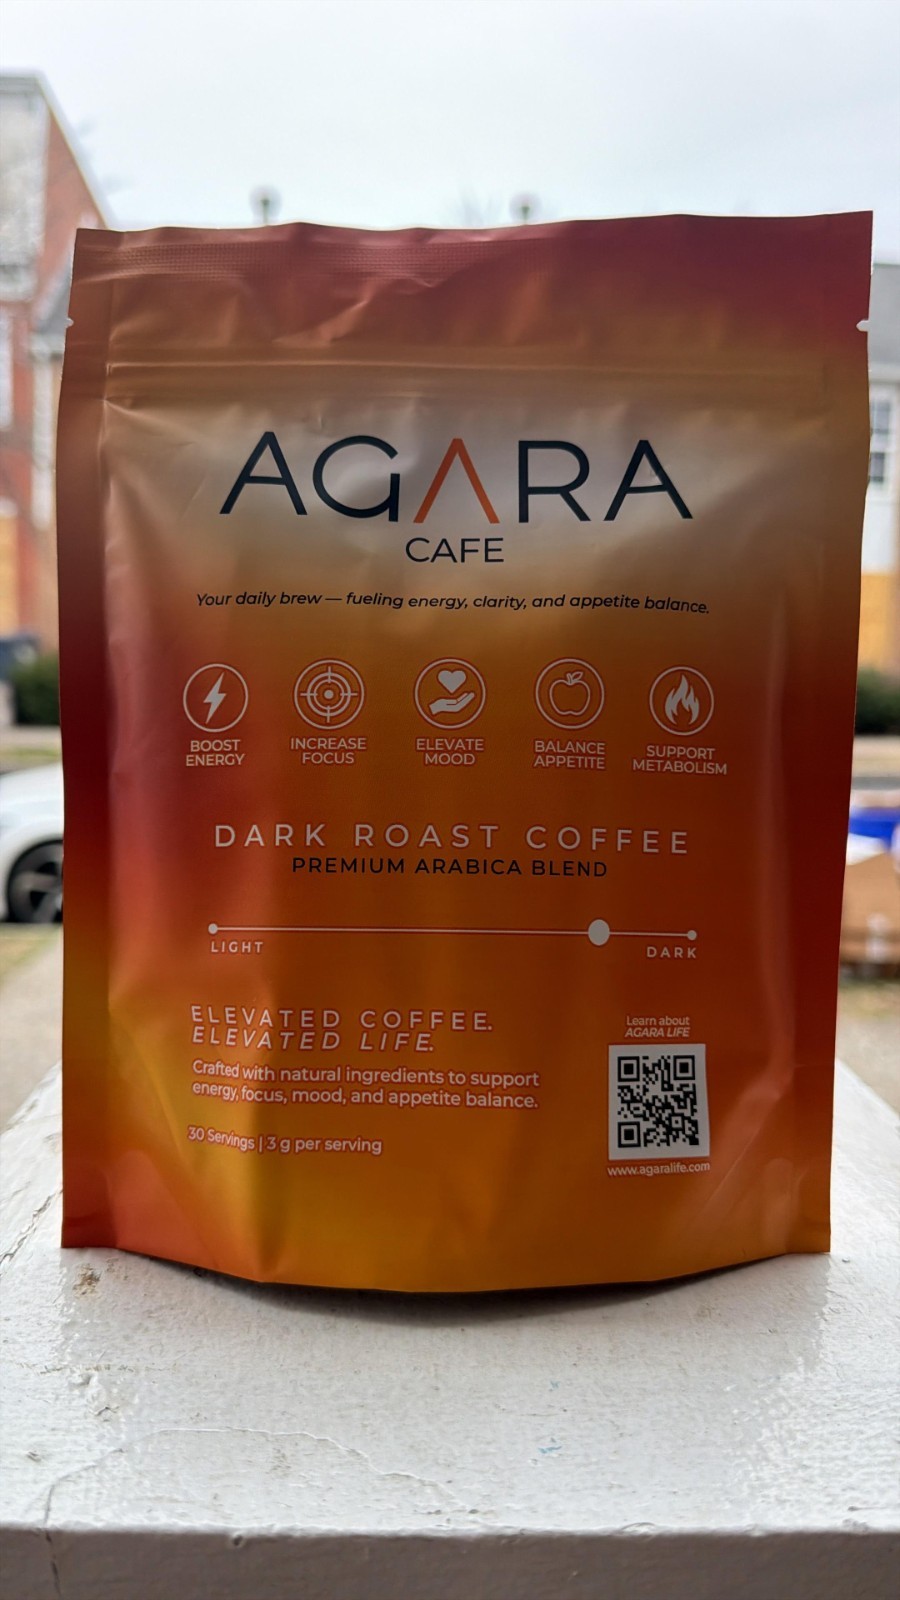 AGARA
CAFE
Your daily brew — fueling energy, clarity, and appetite balance.
BOOST
ENERGY
INCREASE
FOCUS
ELEVATE
MOOD
BALANCE
APPETITE
SUPPORT
METABOLISM
DARK ROAST COFFEE
PREMIUM ARABICA BLEND
LIGHT
DARK
ELEVATED COFFEE.
ELEVATED LIFE.
Crafted with natural ingredients to support
energy, focus, mood, and appetite balance.
30 Servings | 3 g per serving
Learn about
AGARA LIFE
www.agaralife.com